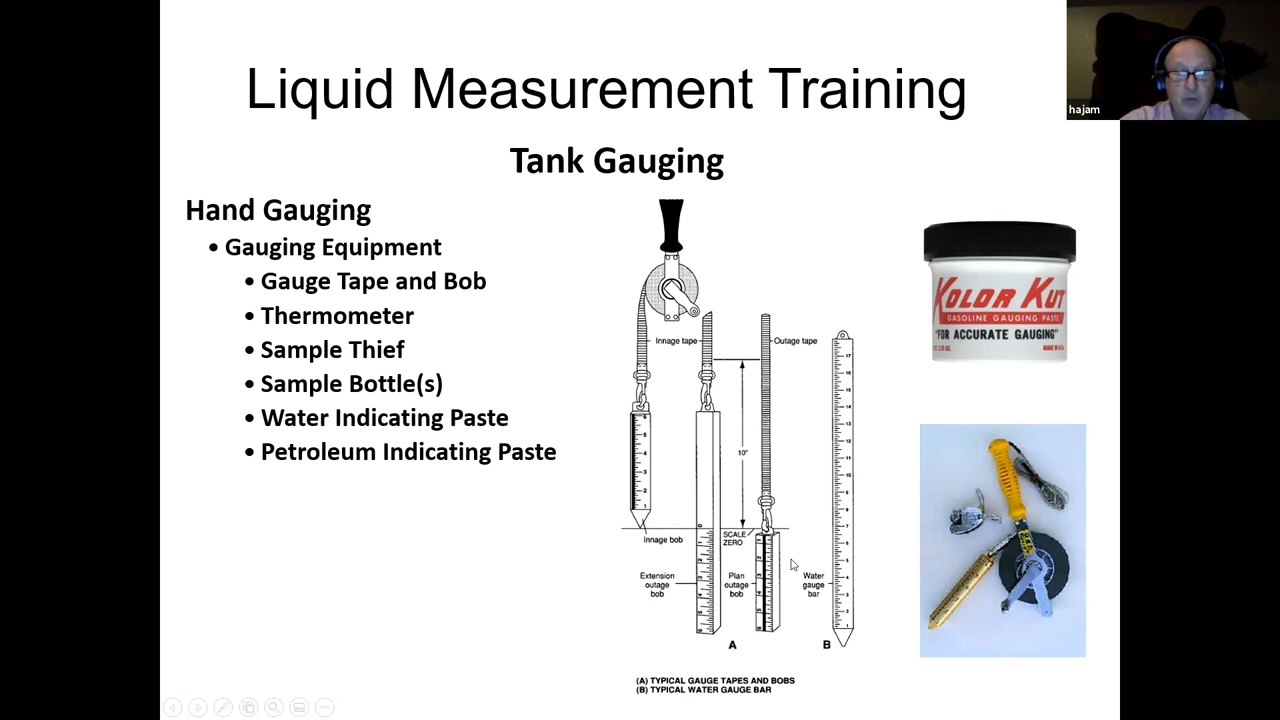 Liquid Measurement Training
hajam
Tank Gauging
Hand Gauging
• Gauging Equipment
• Gauge Tape and Bob
• Thermometer
• Sample Thief
• Sample Bottle(s)
• Water Indicating Paste
• Petroleum Indicating Paste
Innage tape
Outage tape
10"
Innage bob
SCALE
ZERO
Extension
outage
bob
Plan
outage
bob
Water
gauge
bar
A
B
(A) TYPICAL GAUGE TAPES AND BOBS
(B) TYPICAL WATER GAUGE BAR
KOLOR KUT
GASOLINE GAUGING PASTE
"FOR ACCURATE GAUGING"
MADE IN U.S.A.